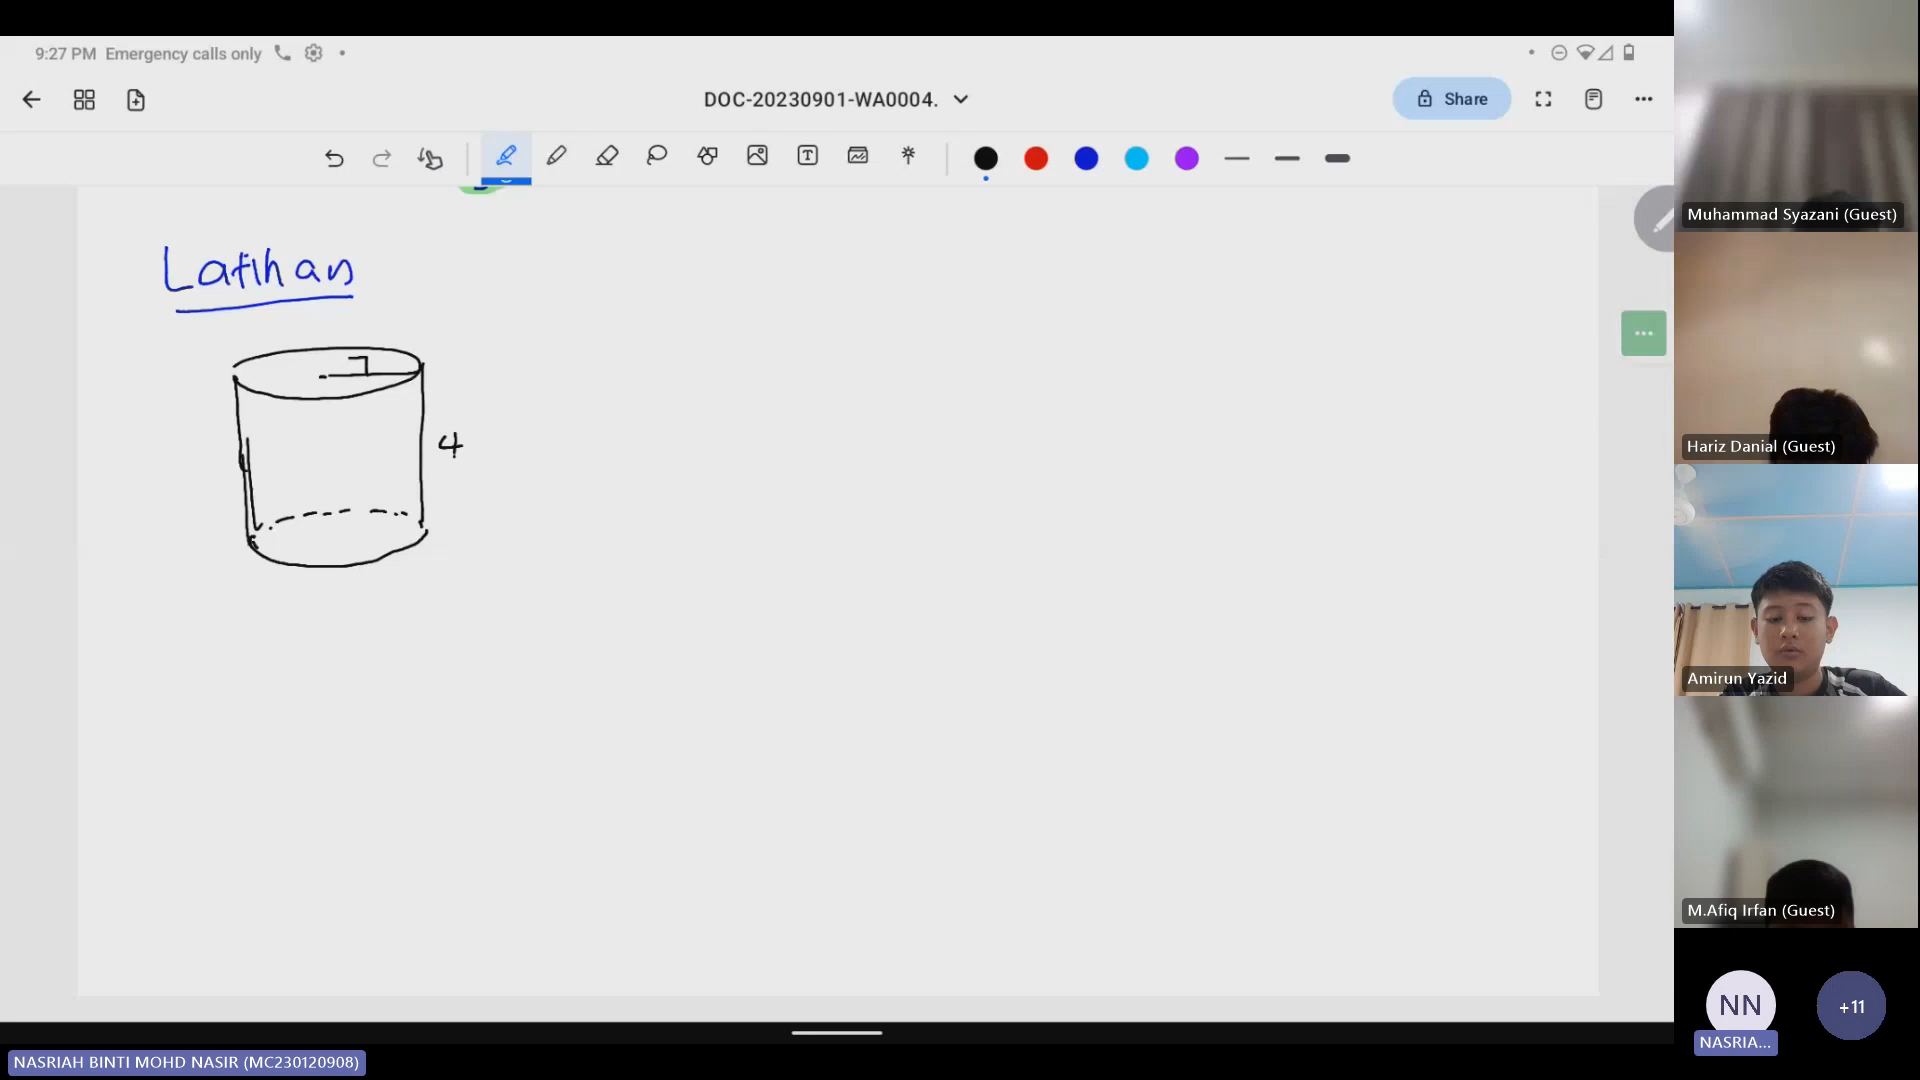 9:27 PM Emergency calls only
DOC-20230901-WA0004.
Share
Latihan
7
4
Muhammad Syazani (Guest)
Hariz Danial (Guest)
Amirun Yazid
M.Afiq Irfan (Guest)
NN
+11
NASRIA...
NASRIAH BINTI MOHD NASIR (MC230120908)